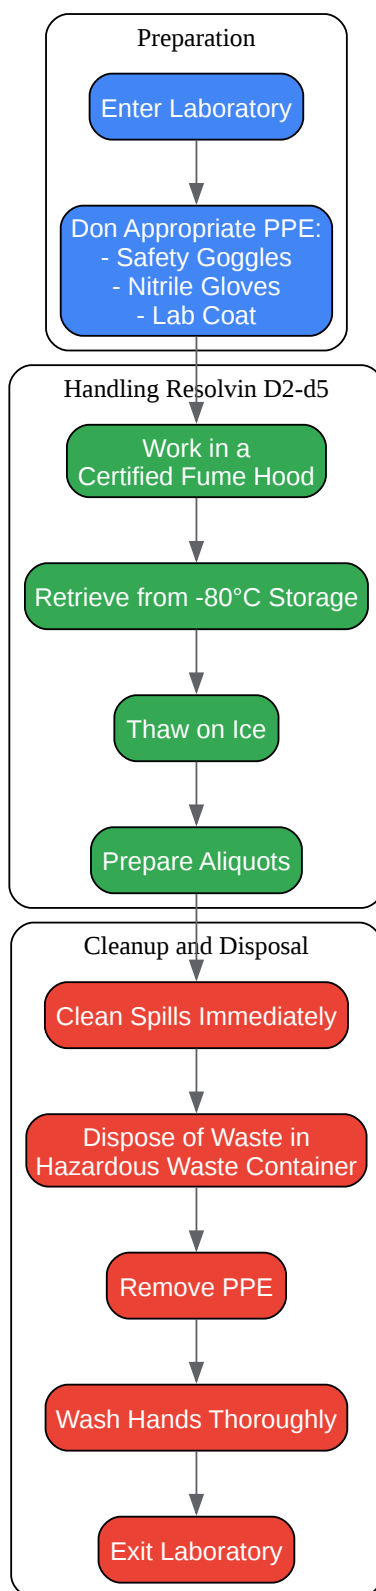 Preparation
Enter Laboratory
Don Appropriate PPE:
- Safety Goggles
- Nitrile Gloves
- Lab Coat
Handling Resolvin D2-d5
Work in a
Certified Fume Hood
Retrieve from -80°C Storage
Thaw on Ice
Prepare Aliquots
Cleanup and Disposal
Clean Spills Immediately
Dispose of Waste in
Hazardous Waste Container
Remove PPE
Wash Hands Thoroughly
Exit Laboratory